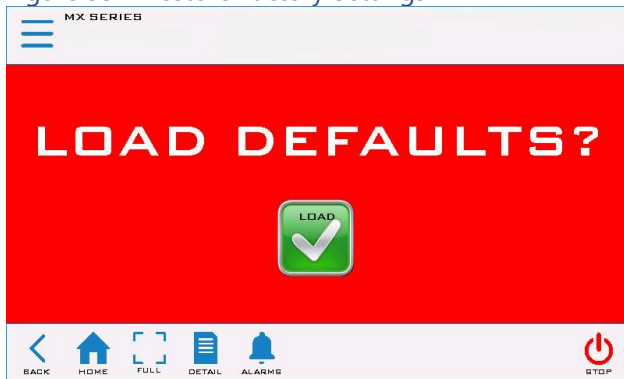 MX SERIES
LOAD DEFAULTS?
LOAD
BACK HOME FULL DETAIL ALARMS STOP